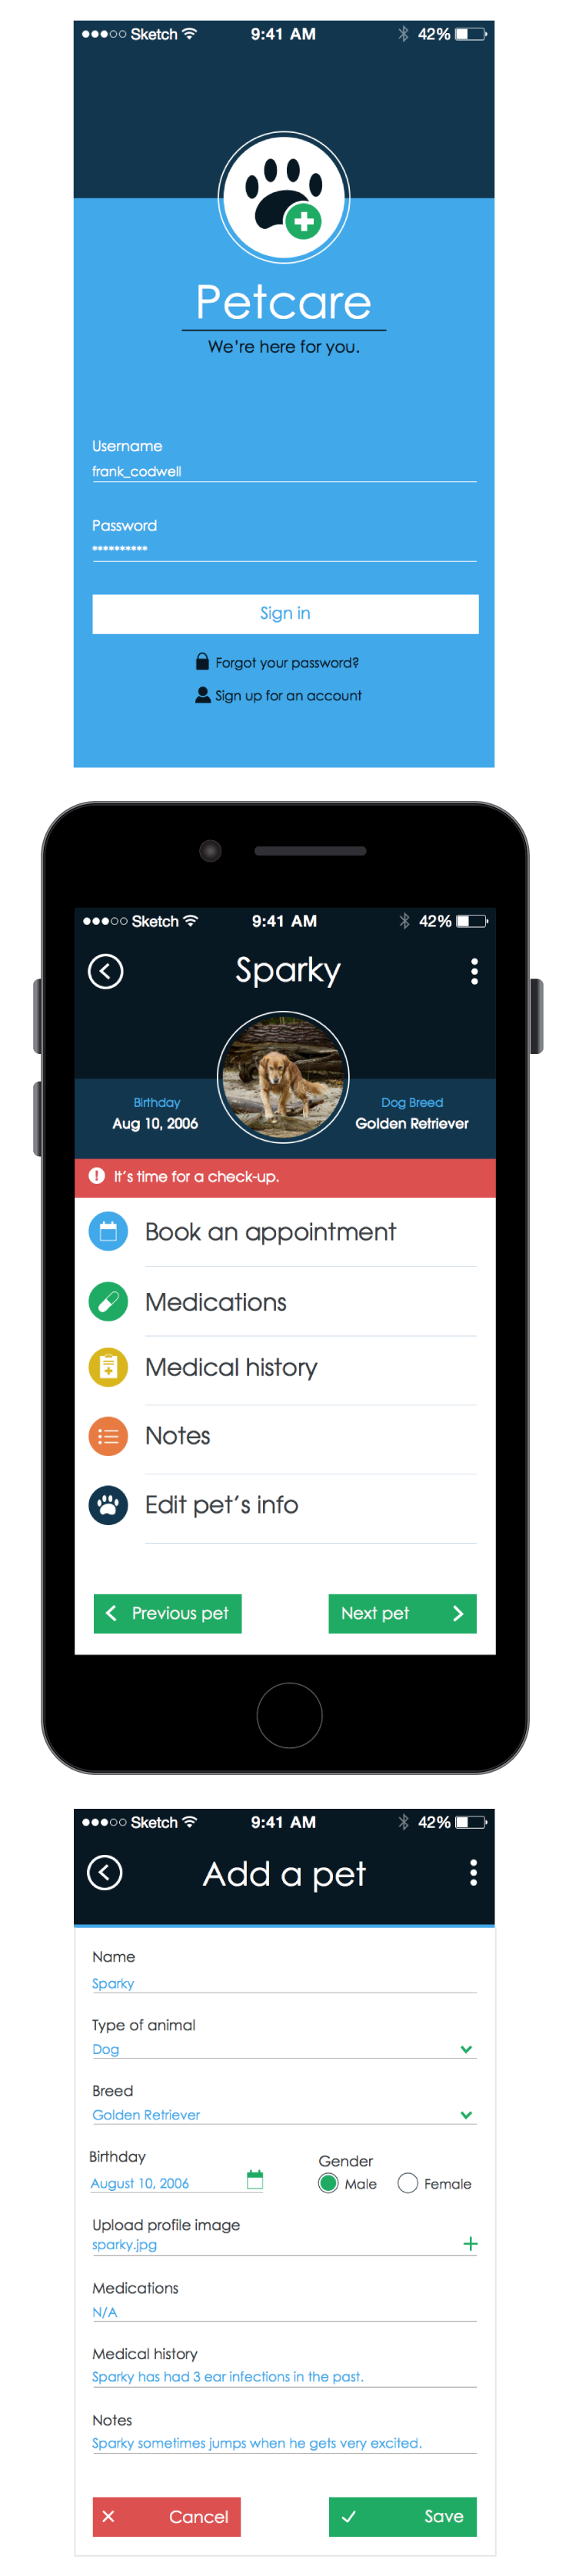 Sketch 9:41 AM 42%
Petcare
We're here for you.
Username
frank_codwell
Password
**********
Sign in
Forgot your password?
Sign up for an account
Sketch 9:41 AM 42%
Sparky
Birthday
Aug 10, 2006
Dog Breed
Golden Retriever
It's time for a check-up.
Book an appointment
Medications
Medical history
Notes
Edit pet's info
Previous pet
Next pet
Sketch 9:41 AM 42%
Add a pet
Name
Sparky
Type of animal
Dog
Breed
Golden Retriever
Birthday
August 10, 2006
Gender
Male Female
Upload profile image
sparky.jpg
Medications
N/A
Medical history
Sparky has had 3 ear infections in the past.
Notes
Sparky sometimes jumps when he gets very excited.
Cancel
Save